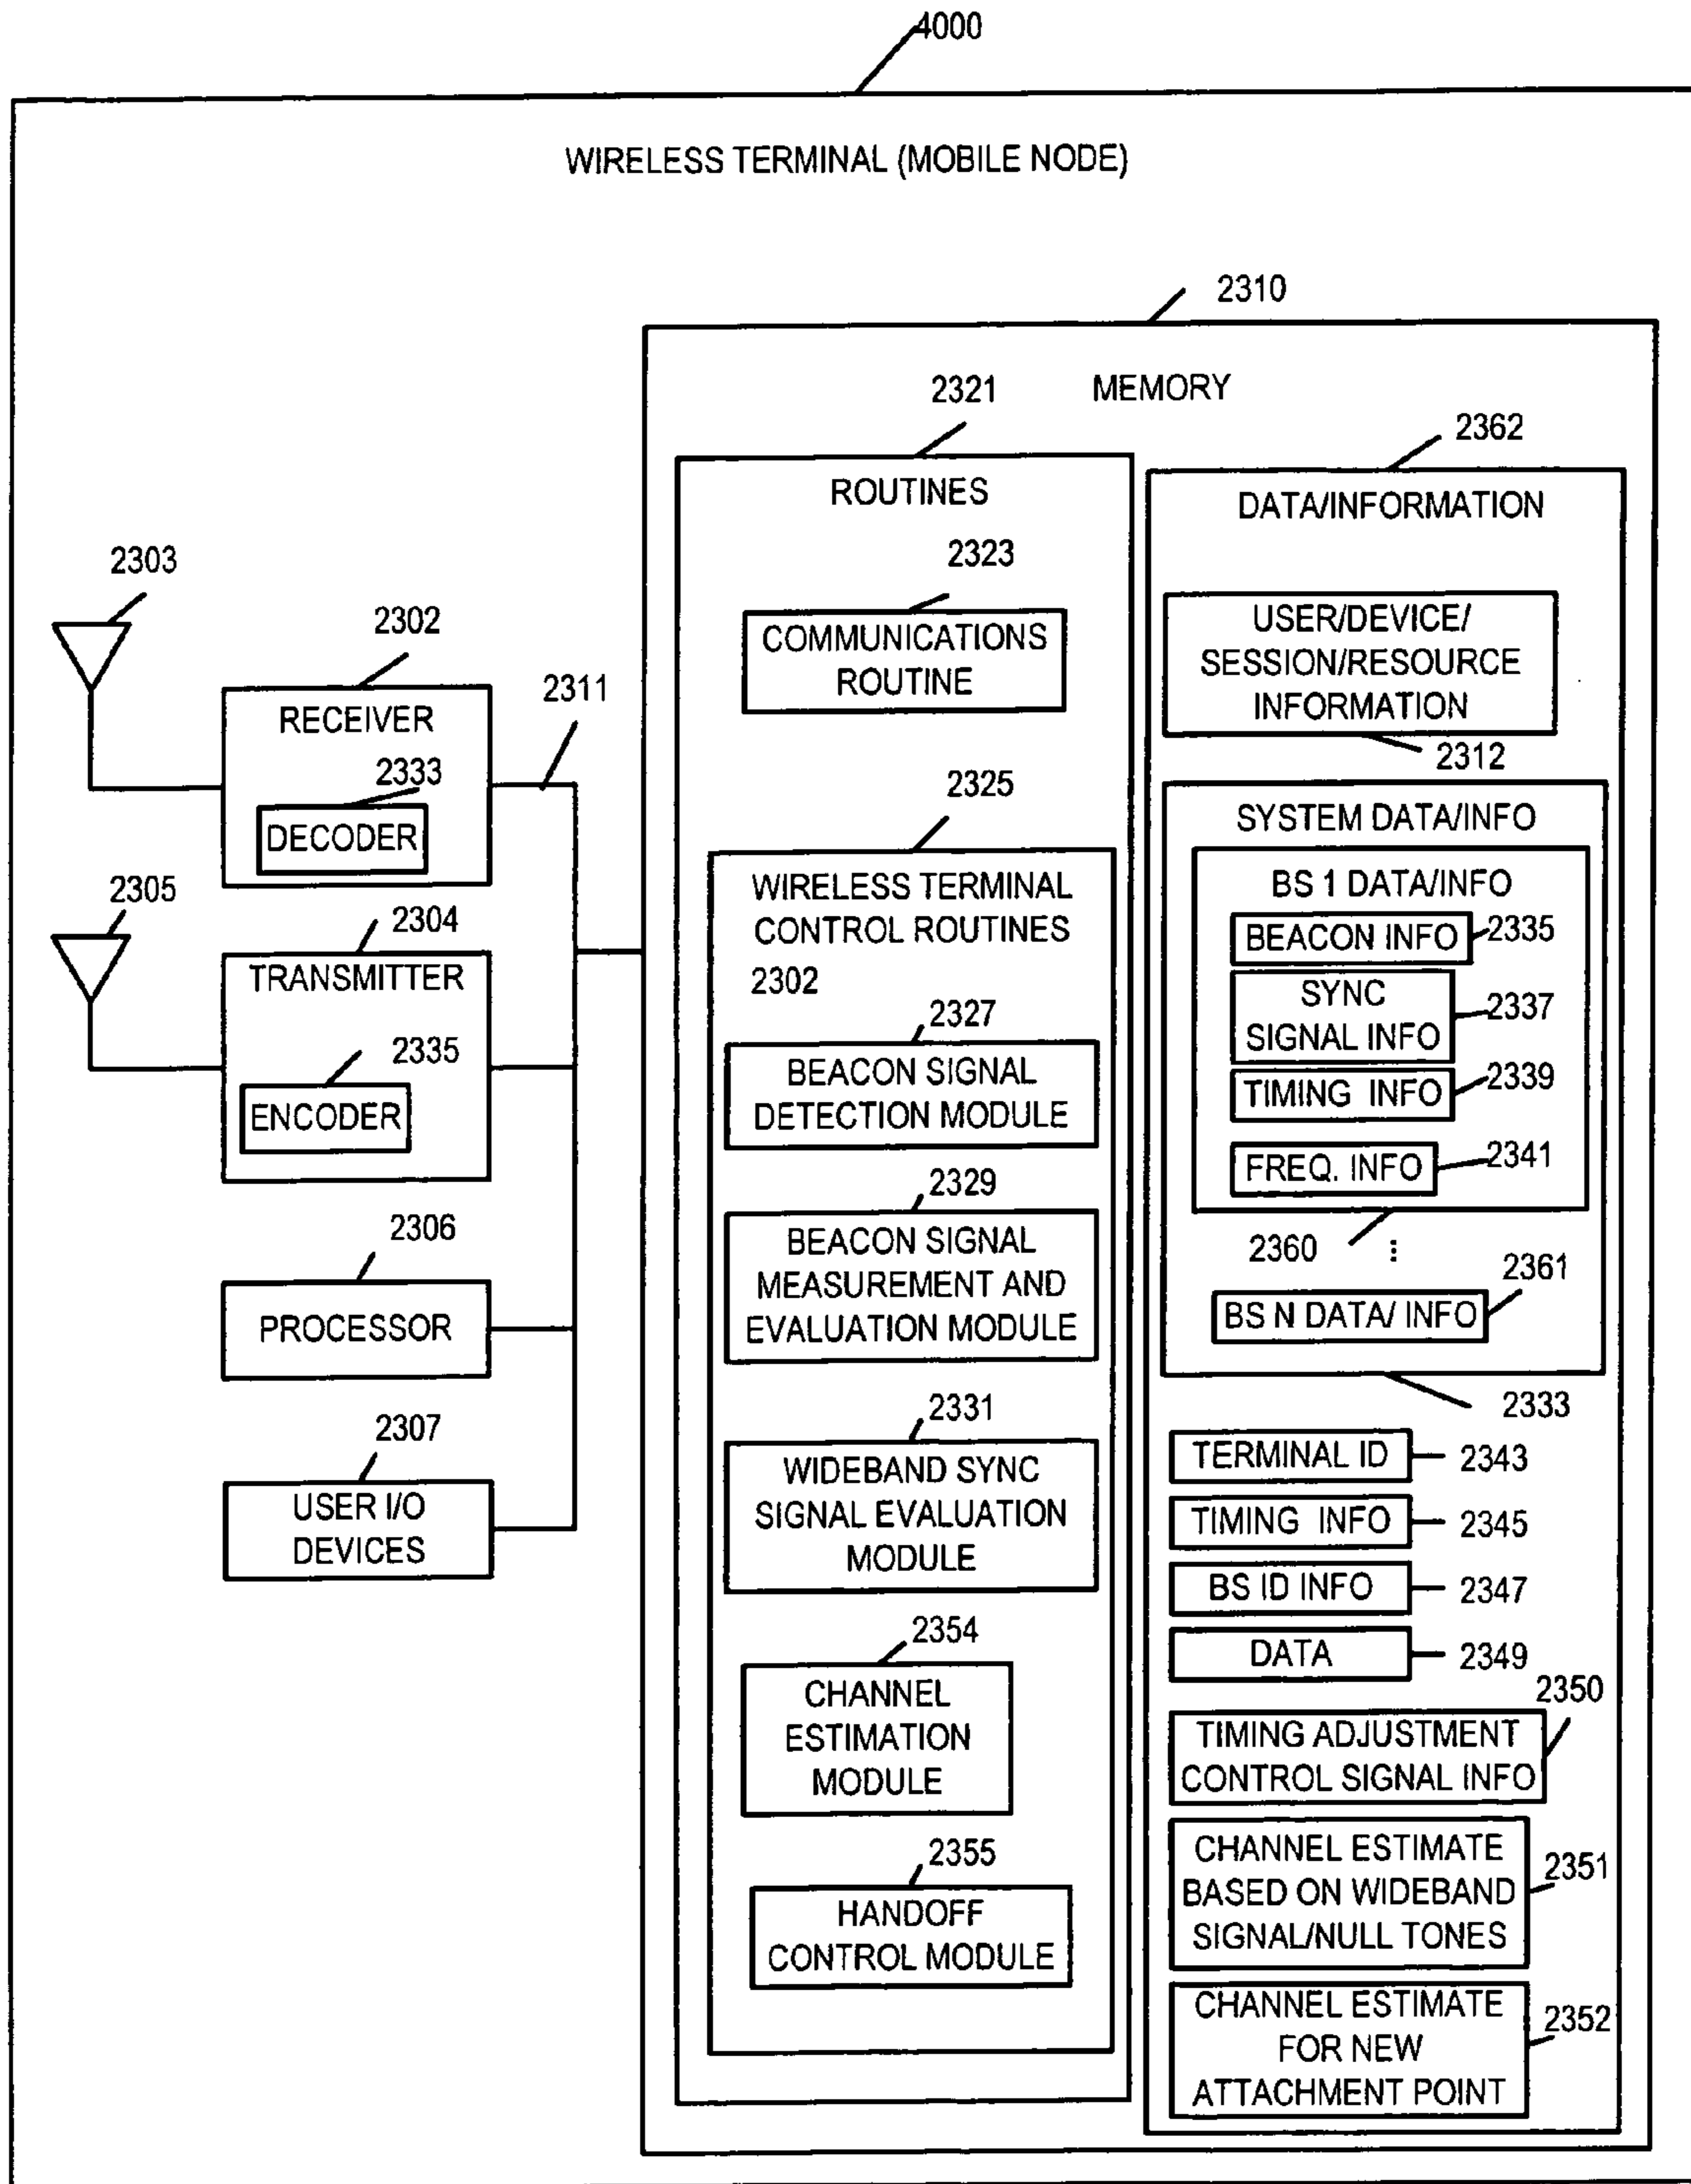 4000
WIRELESS TERMINAL (MOBILE NODE)
2310
MEMORY
2321
ROUTINES
2323
COMMUNICATIONS
ROUTINE
2325
WIRELESS TERMINAL
CONTROL ROUTINES
2302
2327
BEACON SIGNAL
DETECTION MODULE
2329
BEACON SIGNAL
MEASUREMENT AND
EVALUATION MODULE
2331
WIDEBAND SYNC
SIGNAL EVALUATION
MODULE
2354
CHANNEL
ESTIMATION
MODULE
2355
HANDOFF
CONTROL MODULE
2303
2302
RECEIVER
2333
DECODER
2311
2305
2304
TRANSMITTER
2335
ENCODER
2306
PROCESSOR
2307
USER I/O
DEVICES
2362
DATA/INFORMATION
USER/DEVICE/
SESSION/RESOURCE
INFORMATION
2312
SYSTEM DATA/INFO
BS 1 DATA/INFO
BEACON INFO 2335
SYNC
SIGNAL INFO 2337
TIMING INFO 2339
FREQ. INFO 2341
2360 ...
BS N DATA/ INFO 2361
2333
TERMINAL ID 2343
TIMING INFO 2345
BS ID INFO 2347
DATA 2349
2350
TIMING ADJUSTMENT
CONTROL SIGNAL INFO
CHANNEL ESTIMATE
BASED ON WIDEBAND
SIGNAL/NULL TONES
2351
CHANNEL ESTIMATE
FOR NEW
ATTACHMENT POINT
2352